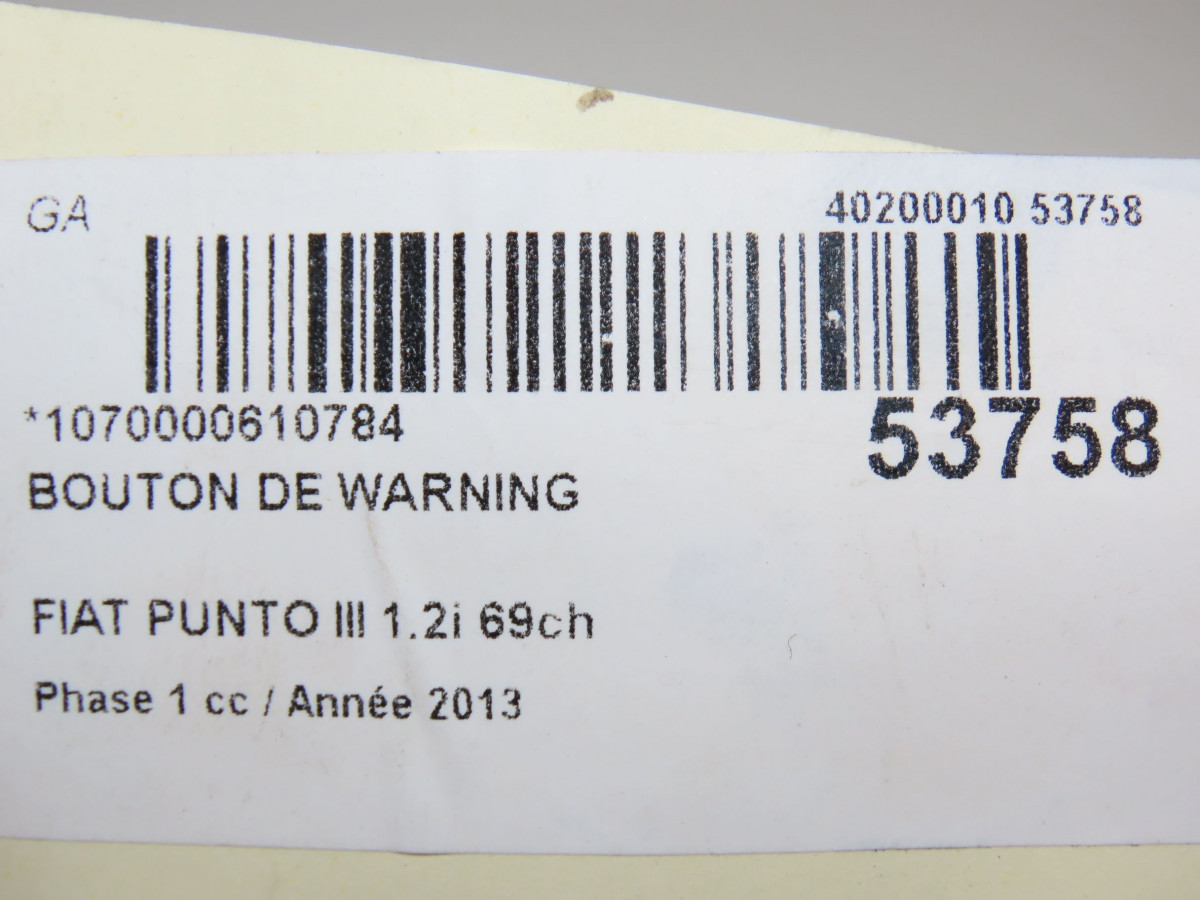 GA
40200010 53758
*1070000610784
53758
BOUTON DE WARNING
FIAT PUNTO III 1.2i 69ch
Phase 1 cc / Année 2013